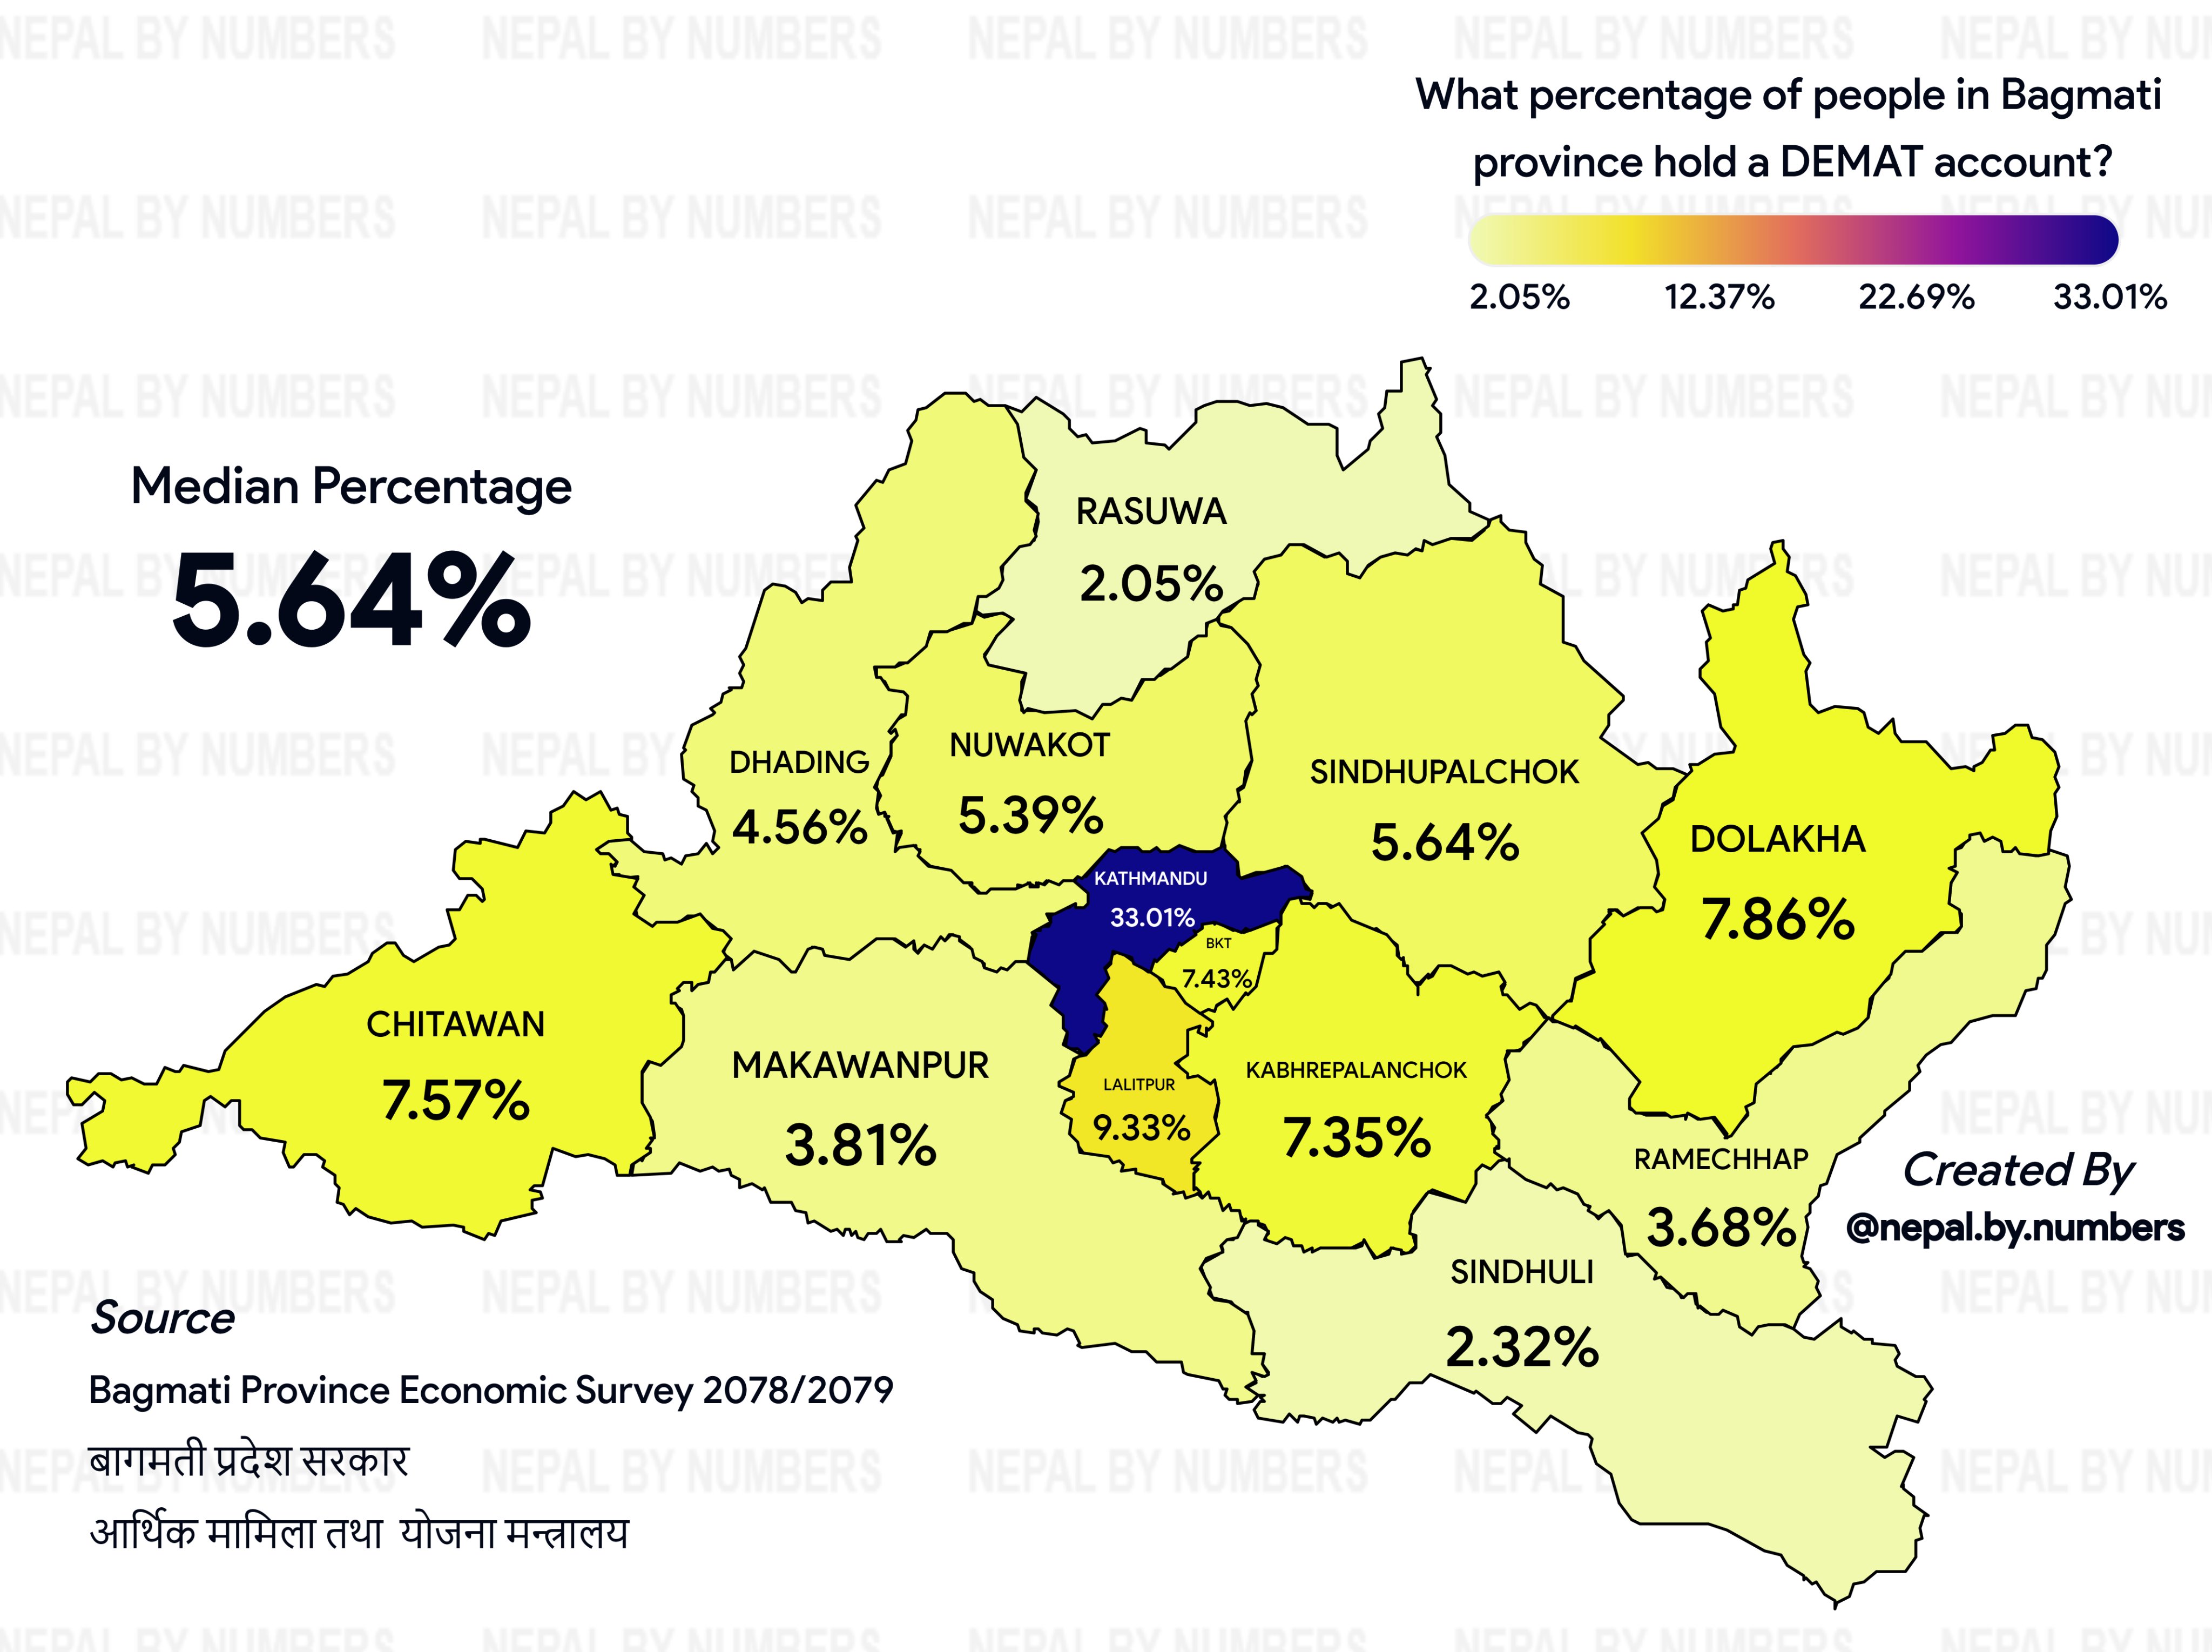 What percentage of people in Bagmati
province hold a DEMAT account?
2.05% 12.37% 22.69% 33.01%
Median Percentage
5.64%
RASUWA
2.05%
DHADING
4.56%
NUWAKOT
5.39%
SINDHUPALCHOK
5.64%
DOLAKHA
7.86%
KATHMANDU
33.01%
BKT
7.43%
CHITAWAN
7.57%
MAKAWANPUR
3.81%
LALITPUR
9.33%
KABHREPALANCHOK
7.35%
RAMECHHAP
3.68%
SINDHULI
2.32%
Created By
@nepal.by.numbers
Source
Bagmati Province Economic Survey 2078/2079
बागमती प्रदेश सरकार
आर्थिक मामिला तथा योजना मन्त्रालय
NEPAL BY NUMBERS